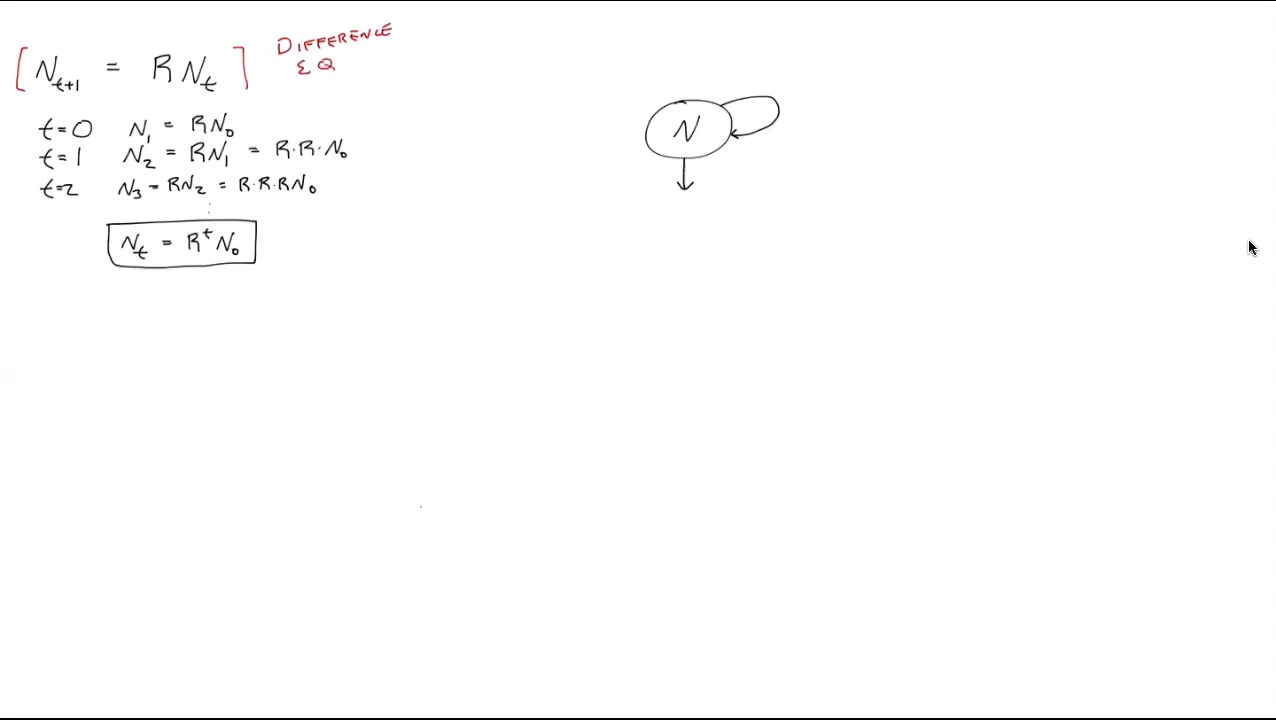 [N_{t+1} = R N_t] DIFFERENCE
EQ
t=0 N_1 = RN_0
t=1 N_2 = RN_1 = R·R·N_0
t=2 N_3 = RN_2 = R·R·RN_0
⋮
N_t = R^t N_0
N